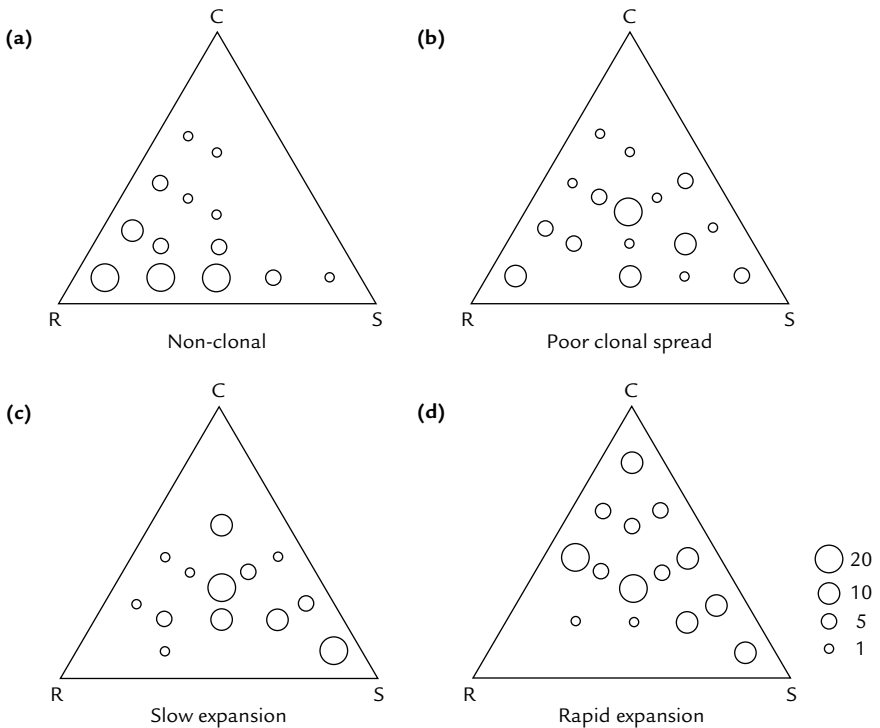 (a)
C
R
S
Non-clonal
(b)
C
R
S
Poor clonal spread
(c)
C
R
S
Slow expansion
(d)
C
R
S
Rapid expansion
20
10
5
1